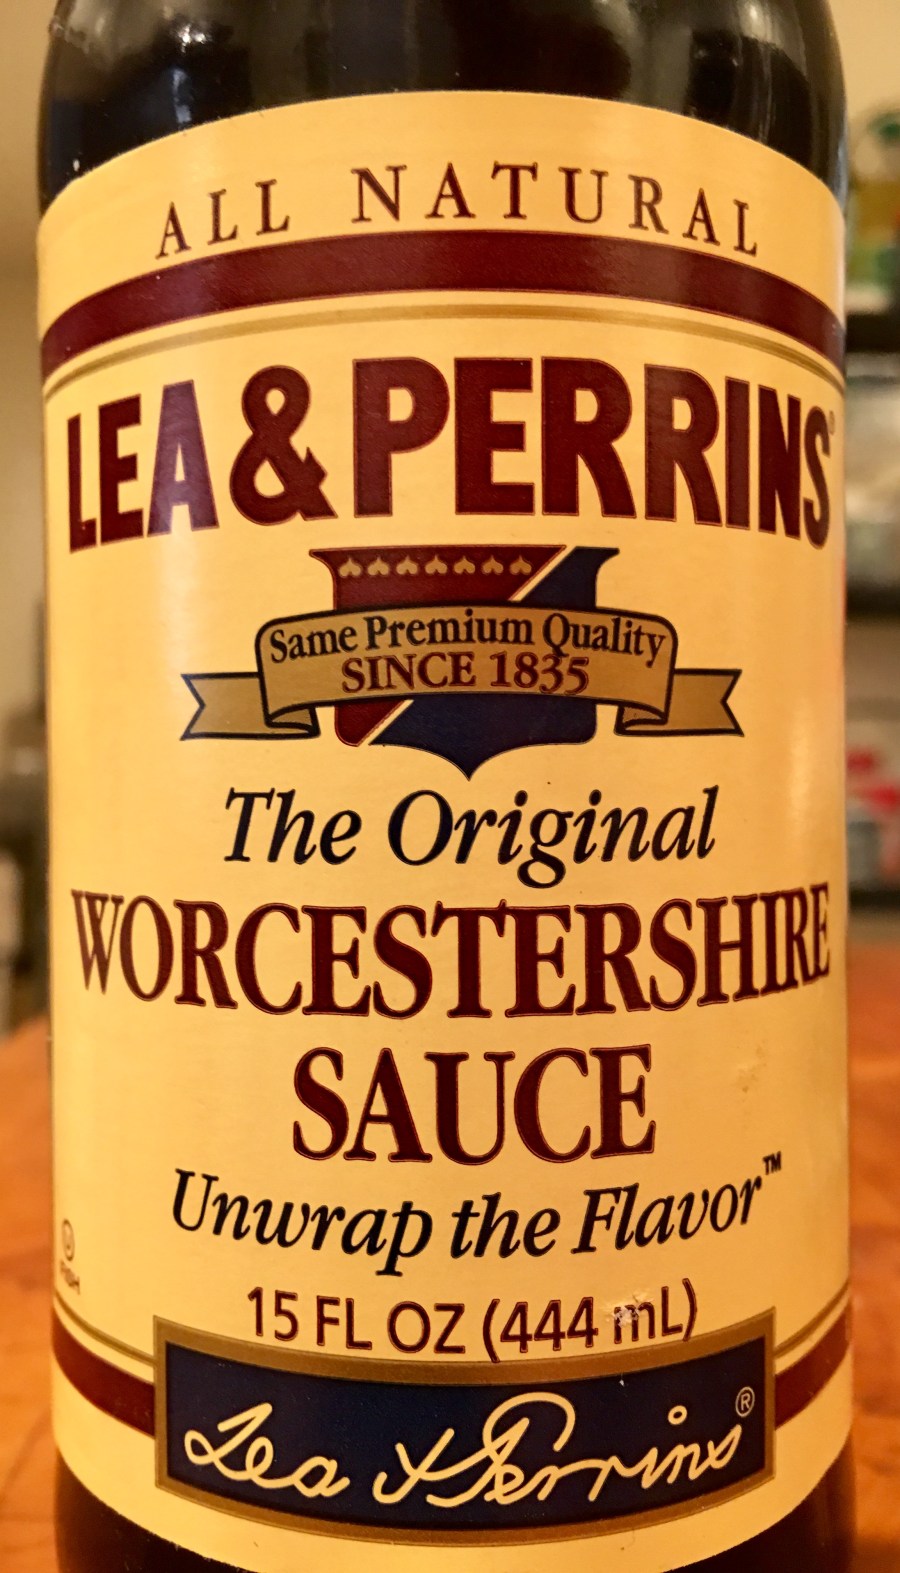 ALL NATURAL
LEA & PERRINS®
Same Premium Quality
SINCE 1835
The Original
WORCESTERSHIRE
SAUCE
Unwrap the Flavor™
U
FISH
15 FL OZ (444 mL)
Lea & Perrins®